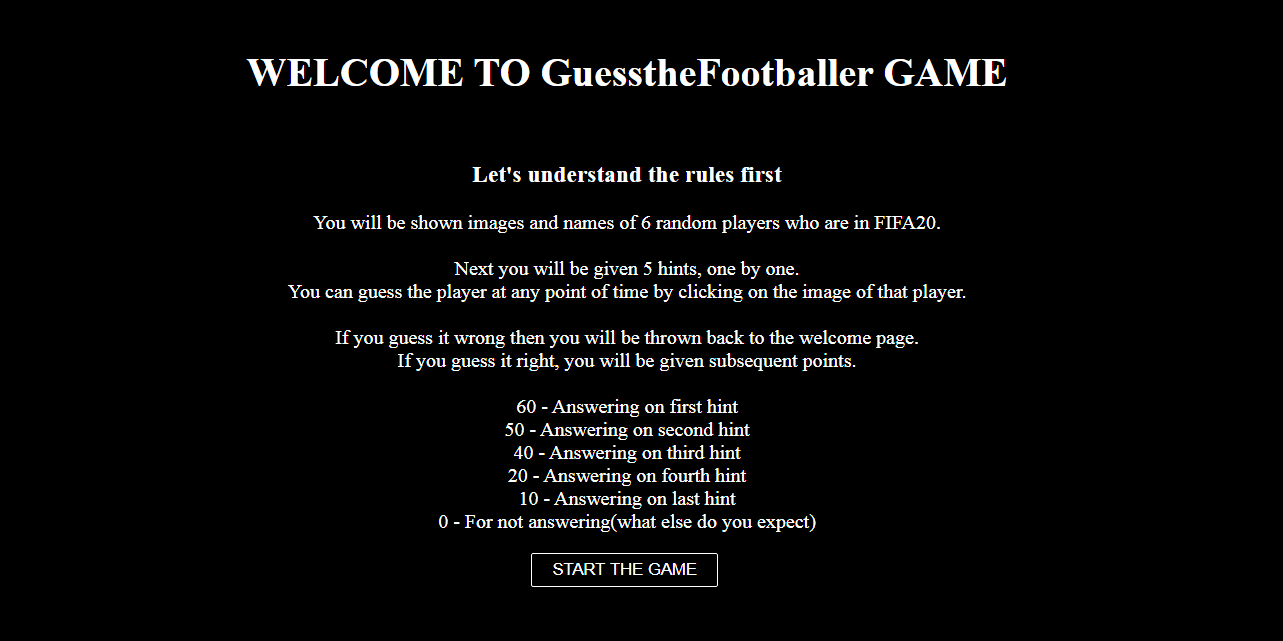 WELCOME TO GuesstheFootballer GAME
Let's understand the rules first
You will be shown images and names of 6 random players who are in FIFA20.
Next you will be given 5 hints, one by one.
You can guess the player at any point of time by clicking on the image of that player.
If you guess it wrong then you will be thrown back to the welcome page.
If you guess it right, you will be given subsequent points.
60 - Answering on first hint
50 - Answering on second hint
40 - Answering on third hint
20 - Answering on fourth hint
10 - Answering on last hint
0 - For not answering(what else do you expect)
START THE GAME